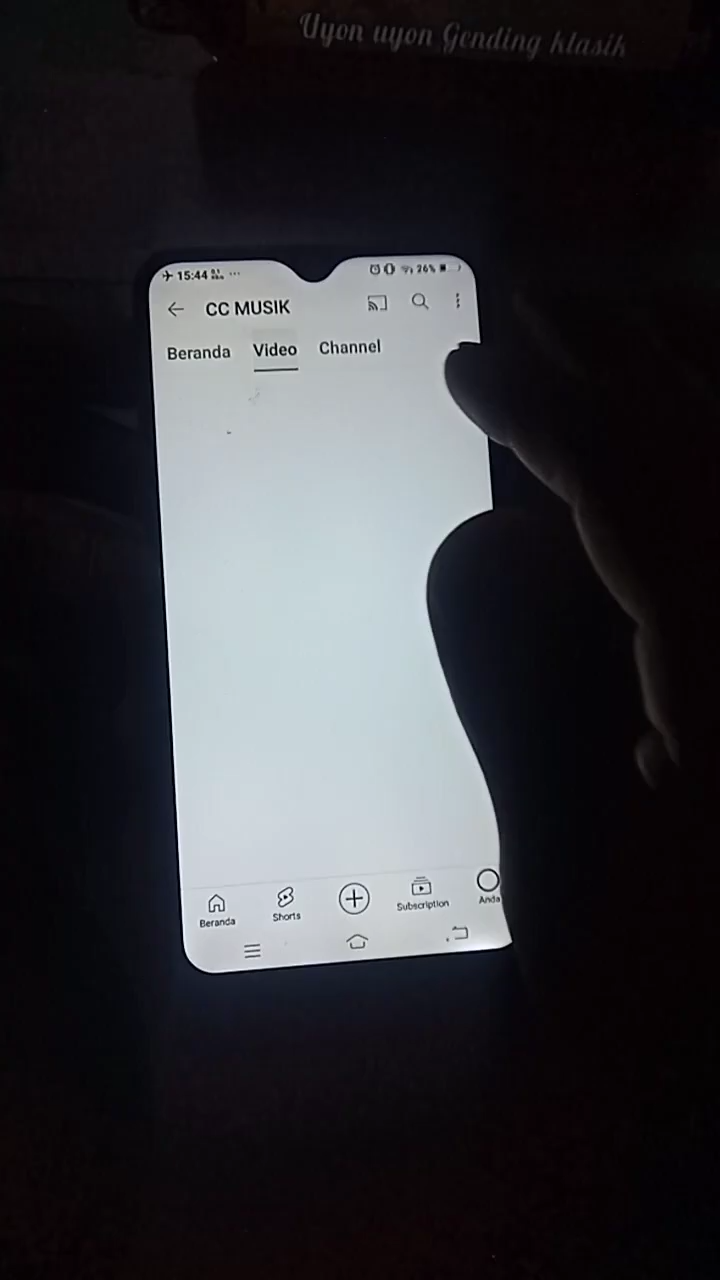 Uyon uyon Gending klasik
15:44
26%
CC MUSIK
Beranda Video Channel
Beranda Shorts Subscription Anda